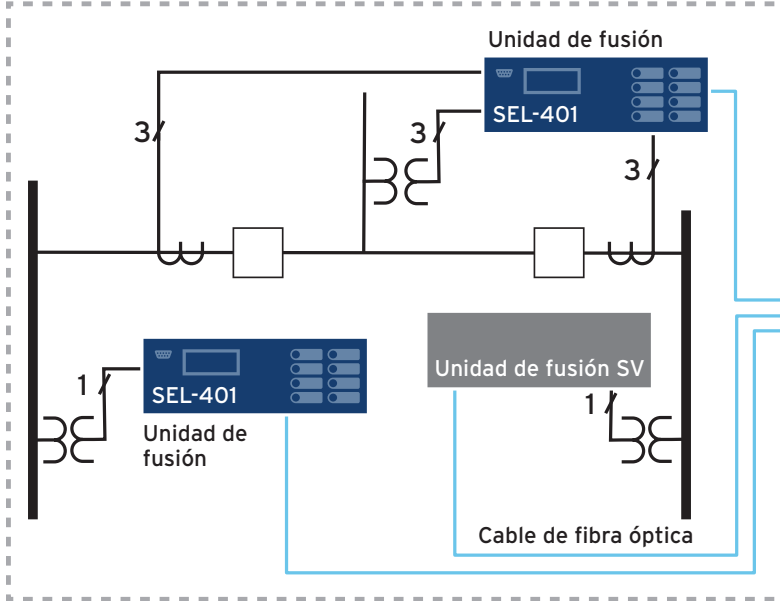 Unidad de fusión
SEL-401
3
3
3
Unidad de fusión SV
1
SEL-401
1
Unidad de
fusión
Cable de fibra óptica